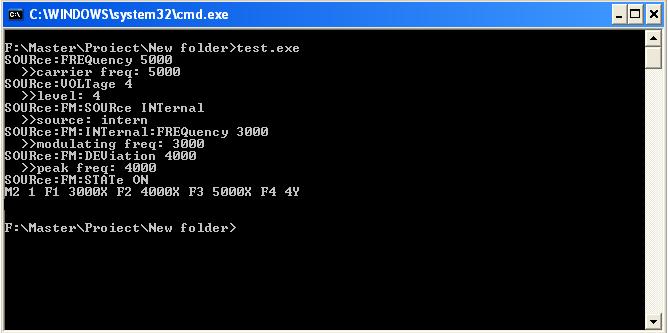 C:\WINDOWS\system32\cmd.exe
F:\Master\Proiect\New folder>test.exe
SOURce:FREQuency 5000
  >>carrier freq: 5000
SOURce:VOLTage 4
  >>level: 4
SOURce:FM:SOURce INTernal
  >>source: intern
SOURce:FM:INTernal:FREQuency 3000
  >>modulating freq: 3000
SOURce:FM:DEViation 4000
  >>peak freq: 4000
SOURce:FM:STATe ON
M2 1 F1 3000X F2 4000X F3 5000X F4 4Y
F:\Master\Proiect\New folder>